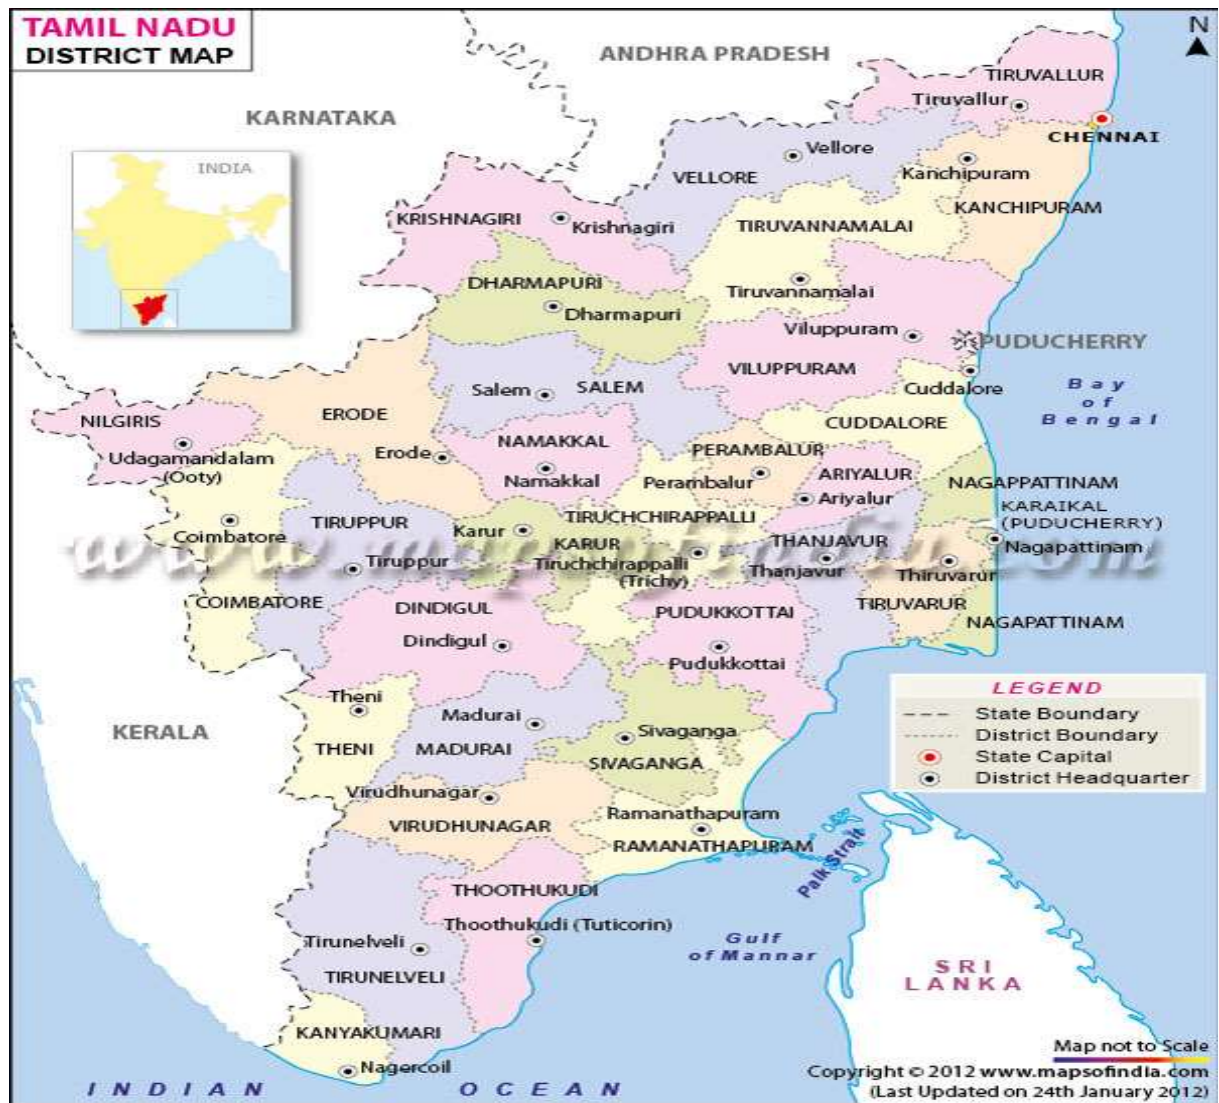 TAMIL NADU
DISTRICT MAP
N
ANDHRA PRADESH
KARNATAKA
INDIA
TIRUVALLUR
Tiruvallur
CHENNAI
Vellore
VELLORE
Kanchipuram
KANCHIPURAM
KRISHNAGIRI
Krishnagiri
TIRUVANNAMALAI
Tiruvannamalai
DHARMAPURI
Dharmapuri
Viluppuram
VILUPPURAM
PUDUCHERRY
Cuddalore
CUDDALORE
Bay
of
Bengal
Salem
SALEM
NILGIRIS
Udagamandalam
(Ooty)
ERODE
Erode
NAMAKKAL
Namakkal
PERAMBALUR
Perambalur
ARIYALUR
Ariyalur
NAGAPPATTINAM
KARAIKAL
(PUDUCHERRY)
Nagapattinam
Coimbatore
COIMBATORE
TIRUPPUR
Tiruppur
Karur
KARUR
TIRUCHCHIRAPPALLI
Tiruchchirappalli
(Trichy)
THANJAVUR
Thanjavur
Thiruvarur
TIRUVARUR
NAGAPATTINAM
www.mapsofindia.com
DINDIGUL
Dindigul
PUDUKKOTTAI
Pudukkottai
KERALA
Theni
THENI
Madurai
MADURAI
Sivaganga
SIVAGANGA
LEGEND
State Boundary
District Boundary
State Capital
District Headquarter
Virudhunagar
VIRUDHUNAGAR
Ramanathapuram
RAMANATHAPURAM
Palk Strait
THOOTHUKUDI
Thoothukudi (Tuticorin)
Tirunelveli
TIRUNELVELI
Gulf
of Mannar
SRI
LANKA
KANYAKUMARI
Nagercoil
INDIAN OCEAN
Map not to Scale
Copyright © 2012 www.mapsofindia.com
(Last Updated on 24th January 2012)